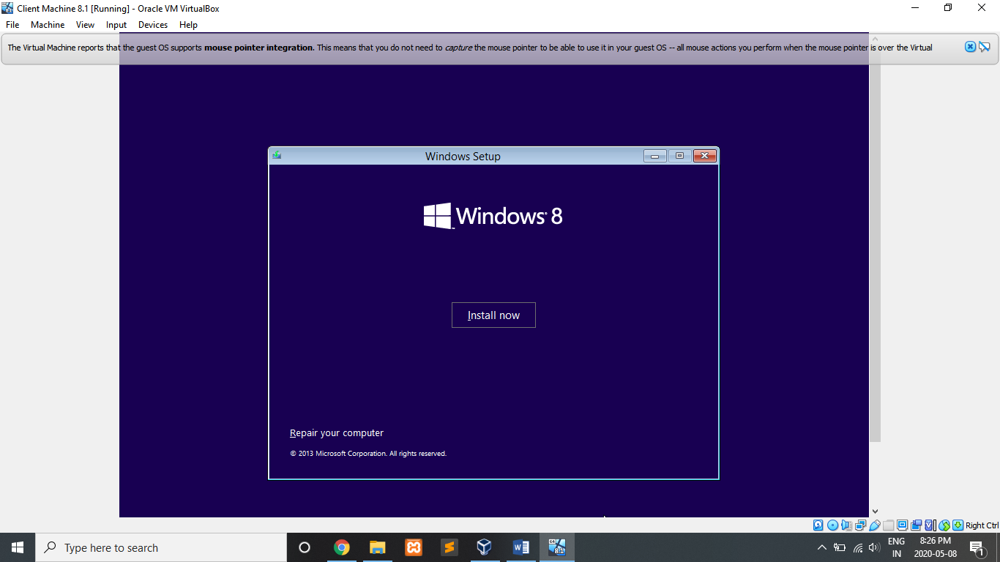 Client Machine 8.1 [Running] - Oracle VM VirtualBox
File Machine View Input Devices Help
The Virtual Machine reports that the guest OS supports mouse pointer integration. This means that you do not need to capture the mouse pointer to be able to use it in your guest OS -- all mouse actions you perform when the mouse pointer is over the Virtual
Windows Setup
Windows® 8
Install now
Repair your computer
© 2013 Microsoft Corporation. All rights reserved.
Right Ctrl
Type here to search
ENG
IN
8:26 PM
2020-05-08
1